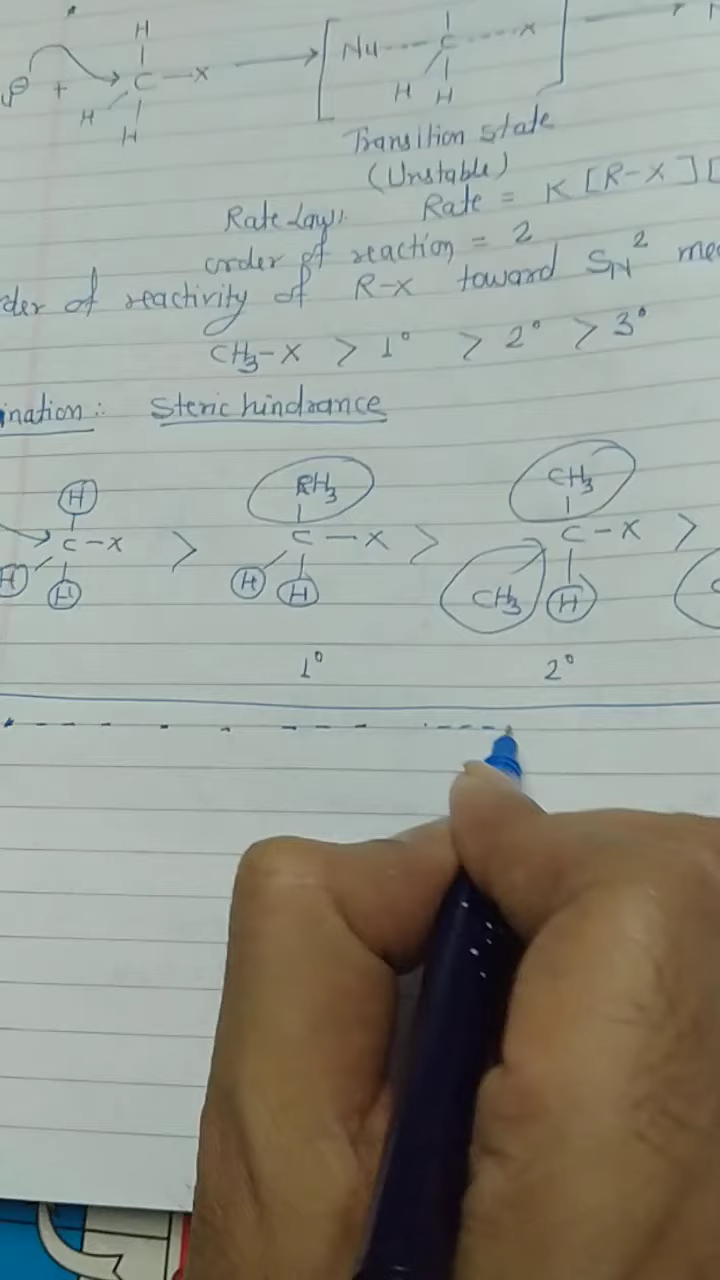 H
Nu C X
+ C — X
H H H
H
Transition state
(Unstable)
Rate Law: Rate = K [R-X] [
order of reaction = 2
der of reactivity of R-X toward SN2
CH3-X > 1° > 2° > 3°
ination: Steric hindrance
H CH3 CH3
C-X > C-X > C-X >
H H H H CH3 H
1° 2°